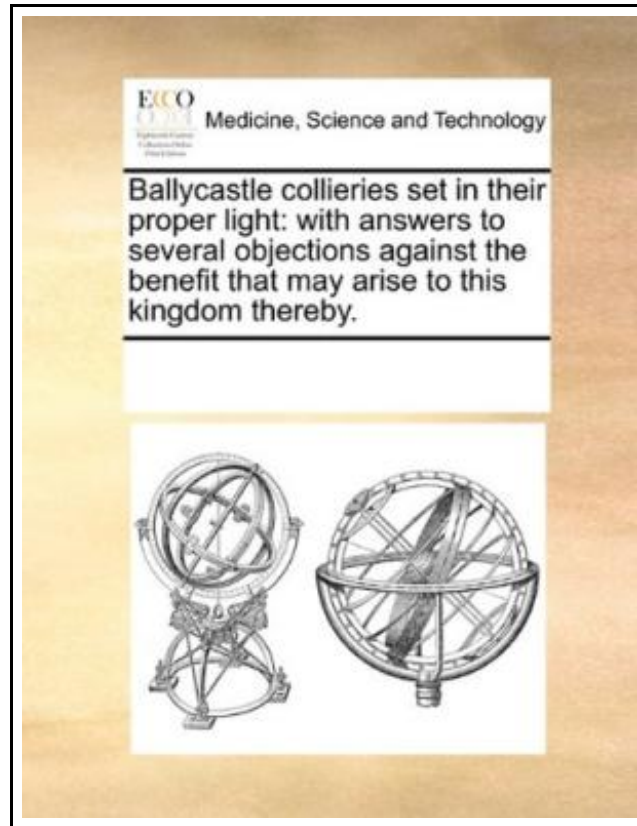 ECCO
Medicine, Science and Technology
Ballycastle collieries set in their
proper light: with answers to
several objections against the
benefit that may arise to this
kingdom thereby.